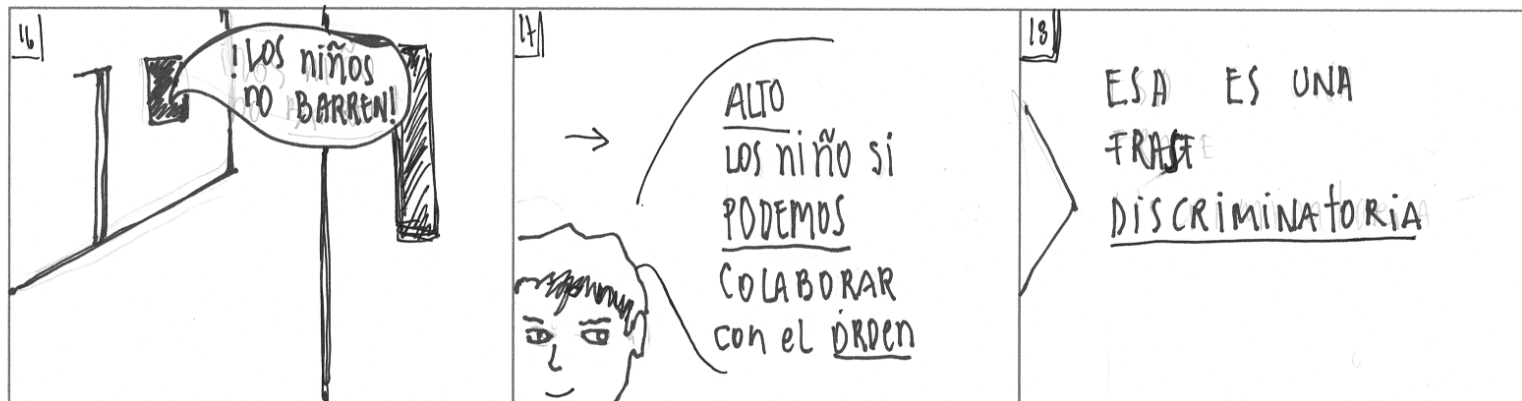 16
¡LOS niños
no BARREN!
17
ALTO
LOS niño si
PODEMOS
COLABORAR
con el ÓRDEN
18
ESA ES UNA
FRASE
DISCRIMINATORIA